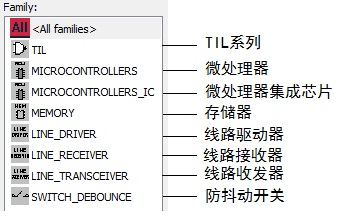 Family:
All <All families>
TIL TIL系列
MICROCONTROLLERS 微处理器
MICROCONTROLLERS_IC 微处理器集成芯片
MEMORY 存储器
LINE_DRIVER 线路驱动器
LINE_RECEIVER 线路接收器
LINE_TRANSCEIVER 线路收发器
SWITCH_DEBOUNCE 防抖动开关